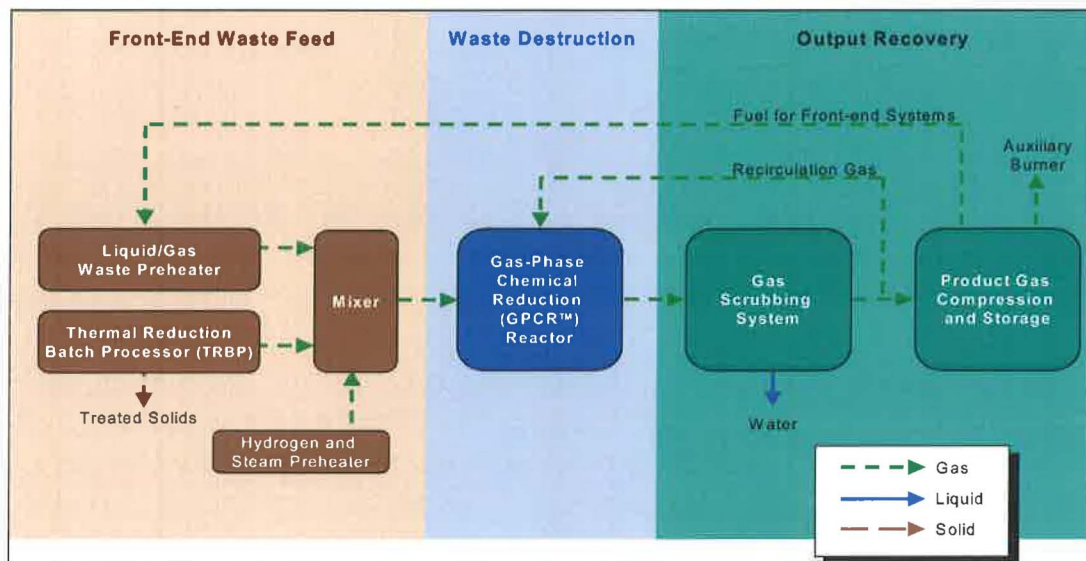 Front-End Waste Feed
Waste Destruction
Output Recovery
Fuel for Front-end Systems
Auxiliary
Burner
Recirculation Gas
Liquid/Gas
Waste Preheater
Thermal Reduction
Batch Processor (TRBP)
Treated Solids
Hydrogen and
Steam Preheater
Mixer
Gas-Phase
Chemical
Reduction
(GPCR™)
Reactor
Gas
Scrubbing
System
Water
Product Gas
Compression
and Storage
Gas
Liquid
Solid